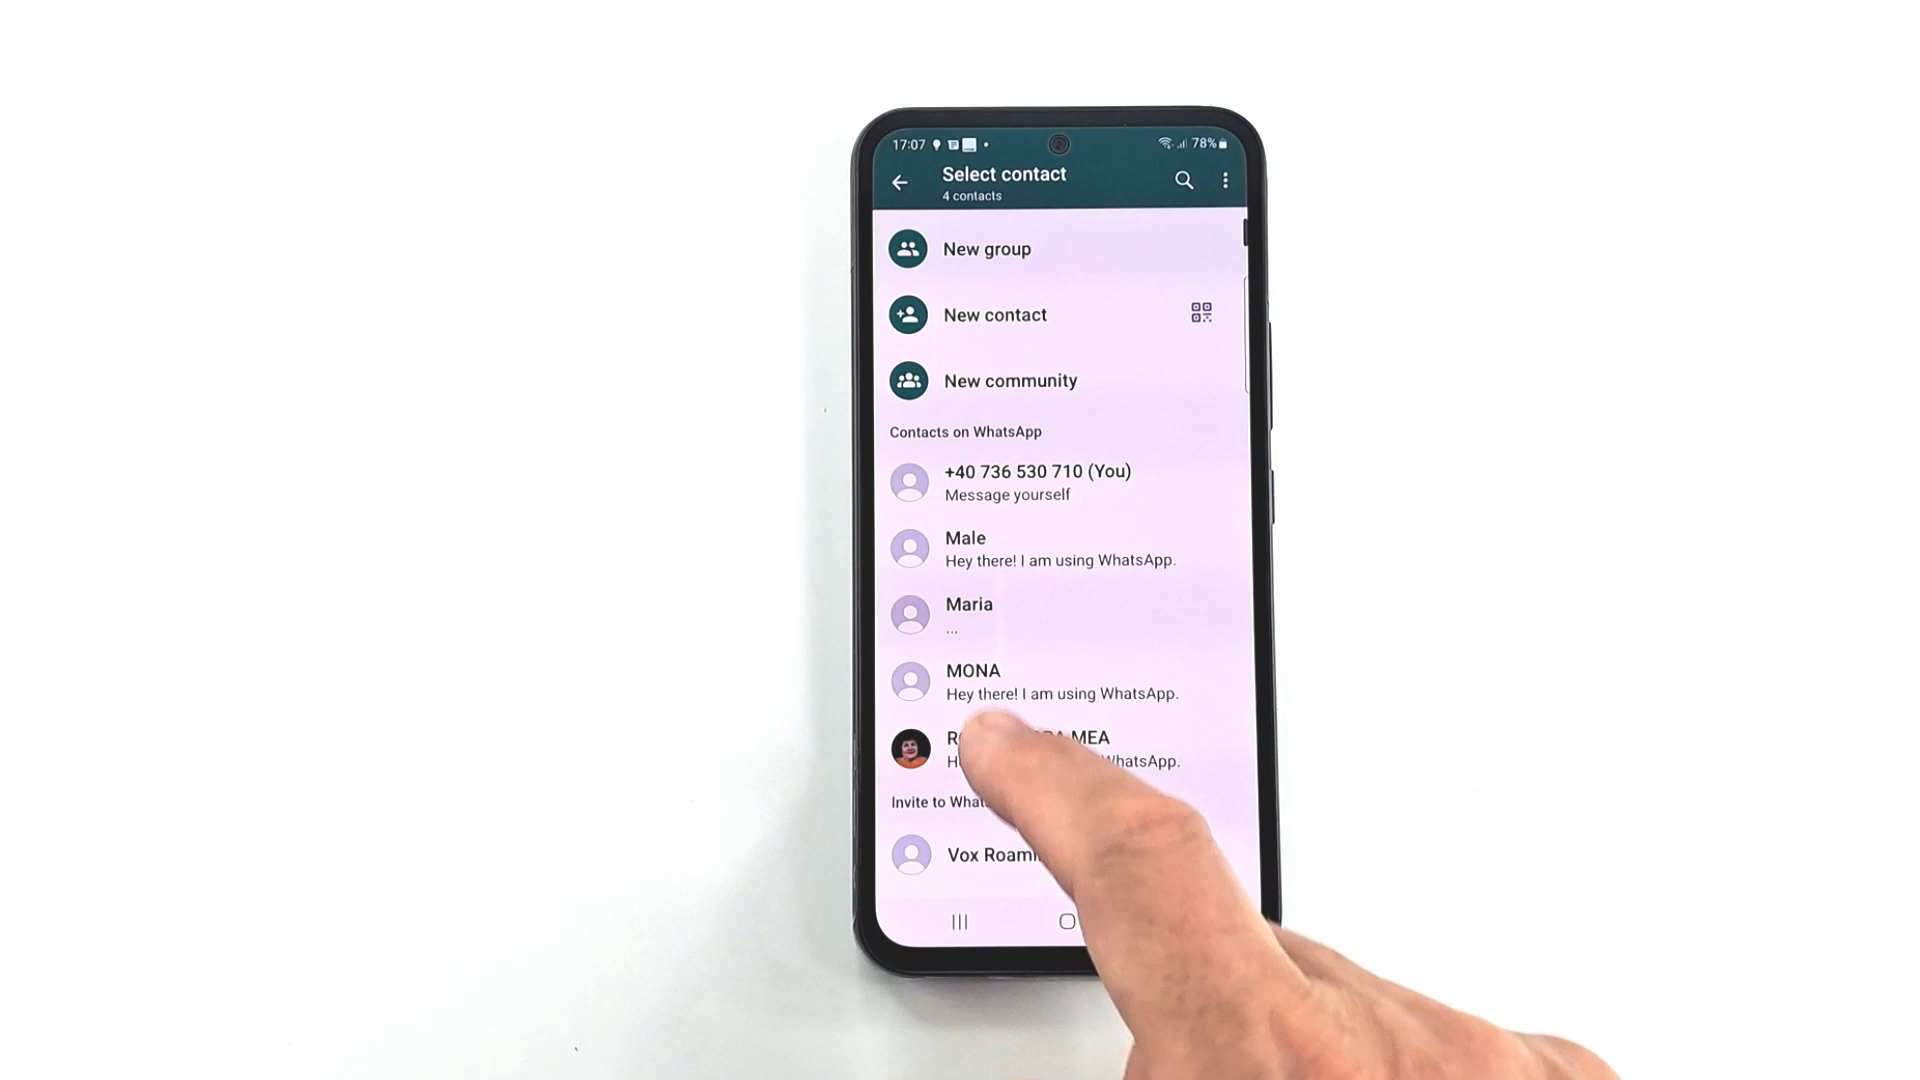 17:07 78%
Select contact
4 contacts
New group
New contact
New community
Contacts on WhatsApp
+40 736 530 710 (You)
Message yourself
Male
Hey there! I am using WhatsApp.
Maria
...
MONA
Hey there! I am using WhatsApp.
MEA
WhatsApp.
Invite to
Vox